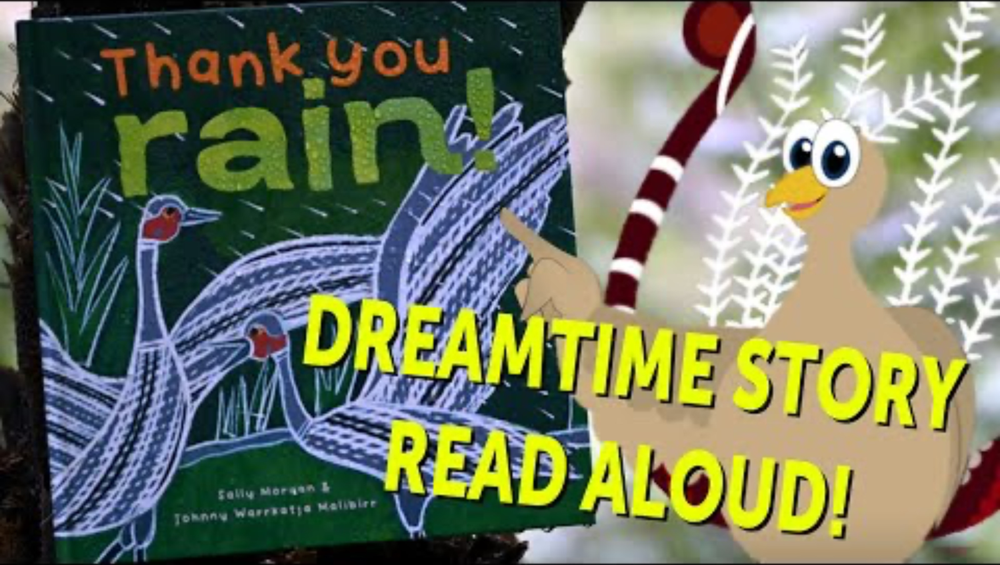 Thank you
rain!
Sally Morgan &
Johnny Warrkatja Malibirr
DREAMTIME STORY
READ ALOUD!